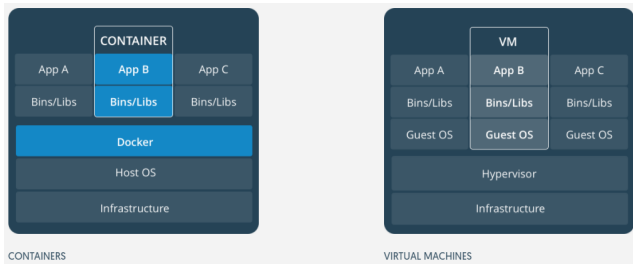 CONTAINER
App A App B App C
Bins/Libs Bins/Libs Bins/Libs
Docker
Host OS
Infrastructure
CONTAINERS
VM
App A App B App C
Bins/Libs Bins/Libs Bins/Libs
Guest OS Guest OS Guest OS
Hypervisor
Infrastructure
VIRTUAL MACHINES